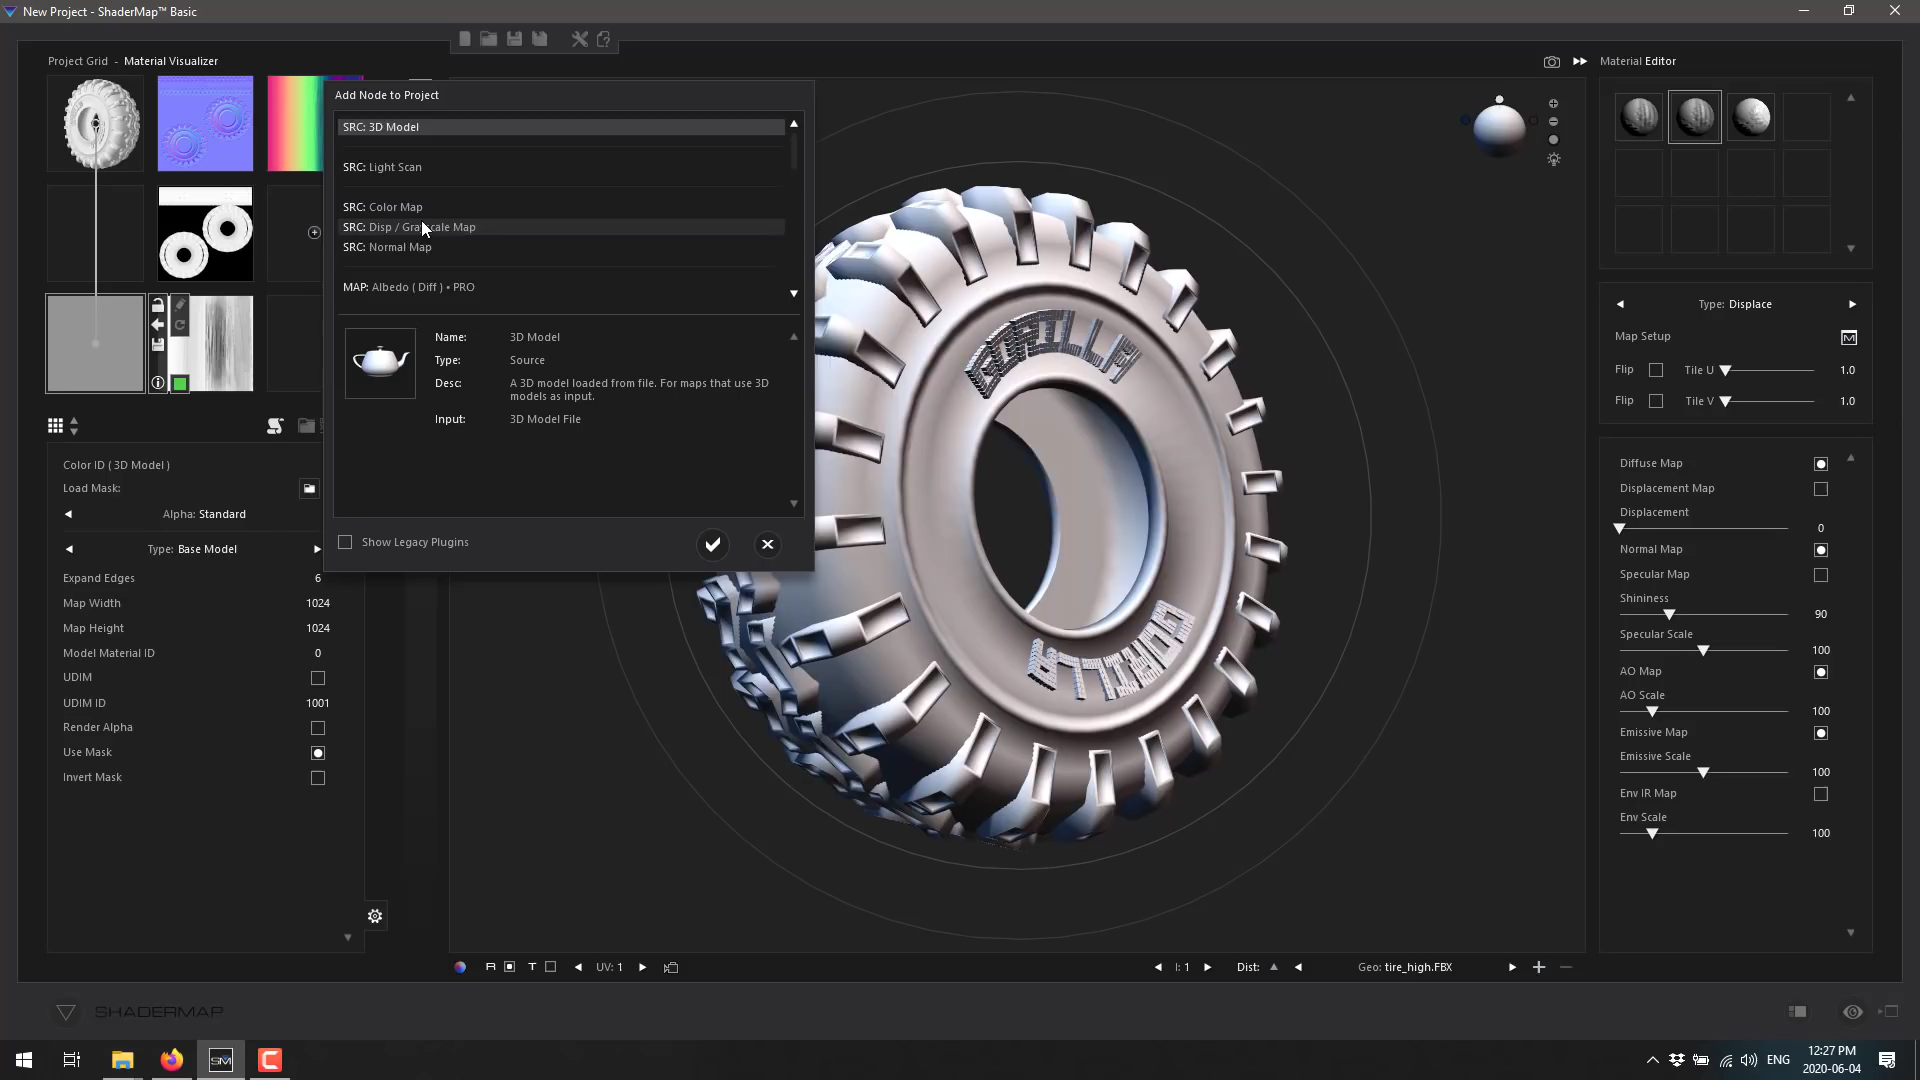 New Project - ShaderMap™ Basic
Project Grid - Material Visualizer
Material Editor
Add Node to Project
SRC: 3D Model
SRC: Light Scan
SRC: Color Map
SRC: Disp / Grayscale Map
SRC: Normal Map
MAP: Albedo ( Diff ) • PRO
Name: 3D Model
Type: Source
Desc: A 3D model loaded from file. For maps that use 3D
models as input.
Input: 3D Model File
Show Legacy Plugins
Color ID ( 3D Model )
Load Mask:
Alpha: Standard
Type: Base Model
Expand Edges 6
Map Width 1024
Map Height 1024
Model Material ID 0
UDIM
UDIM ID 1001
Render Alpha
Use Mask
Invert Mask
GORILLA
GORILLA
Type: Displace
Map Setup M
Flip Tile U 1.0
Flip Tile V 1.0
Diffuse Map
Displacement Map
Displacement
0
Normal Map
Specular Map
Shininess
90
Specular Scale
100
AO Map
AO Scale
100
Emissive Map
Emissive Scale
100
Env IR Map
Env Scale
100
R T UV: 1 I: 1 Dist: Geo: tire_high.FBX
SHADERMAP
SM C ENG 12:27 PM
2020-06-04